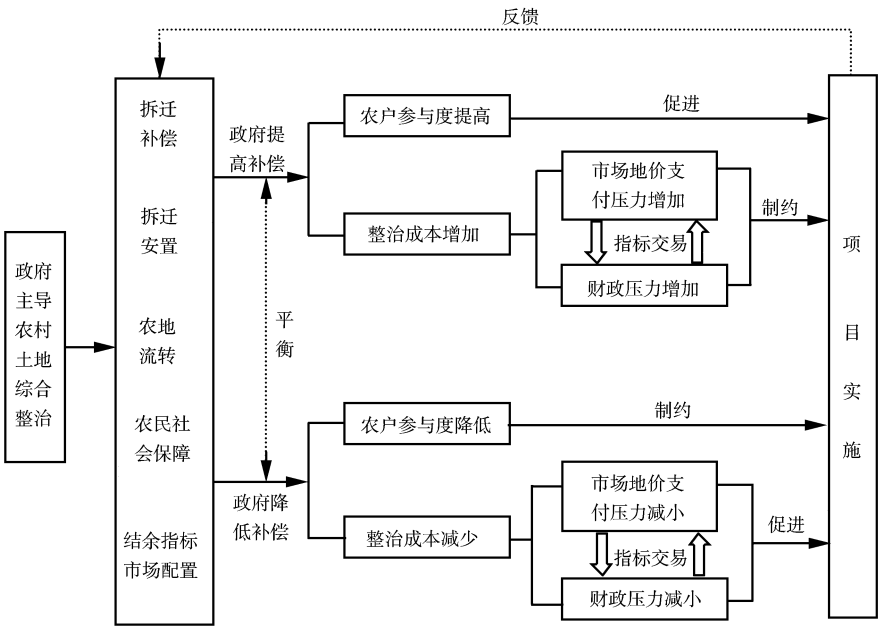 反馈
政府
主导
农村
土地
综合
整治
拆迁
补偿
拆迁
安置
农地
流转
农民社
会保障
结余指标
市场配置
政府提
高补偿
平
衡
政府降
低补偿
农户参与度提高
促进
整治成本增加
市场地价支
付压力增加
指标交易
财政压力增加
制约
农户参与度降低
制约
整治成本减少
市场地价支
付压力减小
指标交易
财政压力减小
促进
项
目
实
施